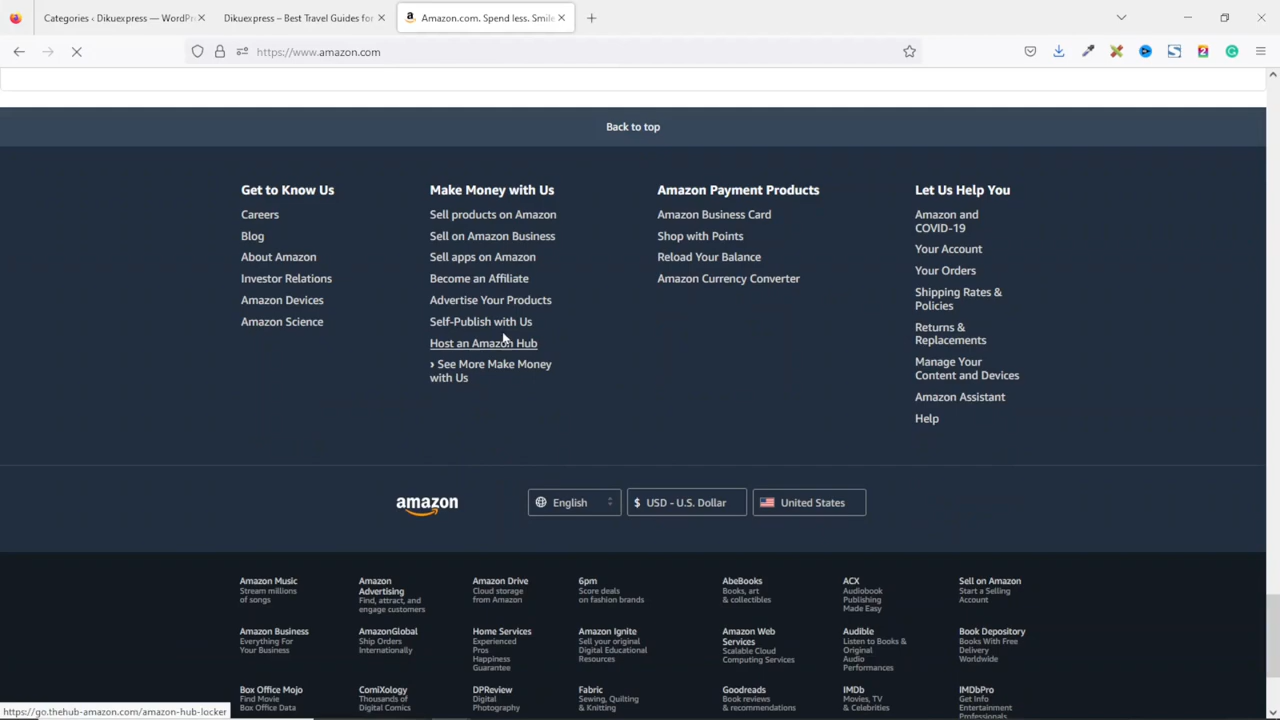 Categories ‹ Dikuexpress — WordPr
Dikuexpress – Best Travel Guides for
Amazon.com. Spend less. Smile
https://www.amazon.com
Back to top
Get to Know Us
Careers
Blog
About Amazon
Investor Relations
Amazon Devices
Amazon Science
Make Money with Us
Sell products on Amazon
Sell on Amazon Business
Sell apps on Amazon
Become an Affiliate
Advertise Your Products
Self-Publish with Us
Host an Amazon Hub
› See More Make Money
with Us
Amazon Payment Products
Amazon Business Card
Shop with Points
Reload Your Balance
Amazon Currency Converter
Let Us Help You
Amazon and
COVID-19
Your Account
Your Orders
Shipping Rates &
Policies
Returns &
Replacements
Manage Your
Content and Devices
Amazon Assistant
Help
amazon
English
$ USD - U.S. Dollar
United States
Amazon Music
Stream millions
of songs
Amazon
Advertising
Find, attract, and
engage customers
Amazon Drive
Cloud storage
from Amazon
6pm
Score deals
on fashion brands
AbeBooks
Books, art
& collectibles
ACX
Audiobook
Publishing
Made Easy
Sell on Amazon
Start a Selling
Account
Amazon Business
Everything For
Your Business
AmazonGlobal
Ship Orders
Internationally
Home Services
Experienced
Pros
Happiness
Guarantee
Amazon Ignite
Sell your original
Digital Educational
Resources
Amazon Web
Services
Scalable Cloud
Computing Services
Audible
Listen to Books &
Original
Audio
Performances
Book Depository
Books With Free
Delivery
Worldwide
Box Office Mojo
Find Movie
Box Office Data
ComiXology
Thousands of
Digital Comics
DPReview
Digital
Photography
Fabric
Sewing, Quilting
& Knitting
Goodreads
Book reviews
& recommendations
IMDb
Movies, TV
& Celebrities
IMDbPro
Get Info
Entertainment
Professionals
https://go.thehub-amazon.com/amazon-hub-locker